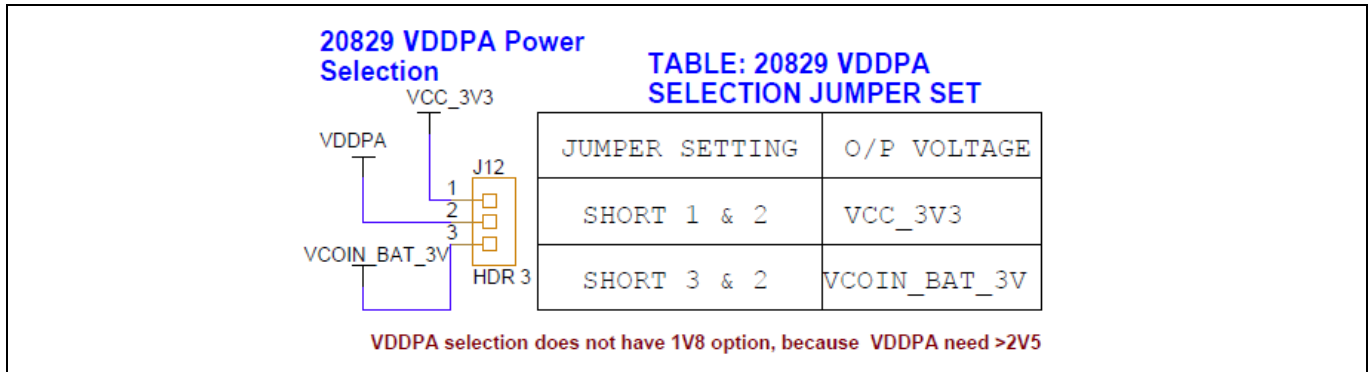 20829 VDDPA Power
Selection
VCC_3V3
VDDPA
J12
1
2
3
VCOIN_BAT_3V
HDR 3
TABLE: 20829 VDDPA
SELECTION JUMPER SET
JUMPER SETTING O/P VOLTAGE
SHORT 1 & 2 VCC_3V3
SHORT 3 & 2 VCOIN_BAT_3V
VDDPA selection does not have 1V8 option, because VDDPA need >2V5